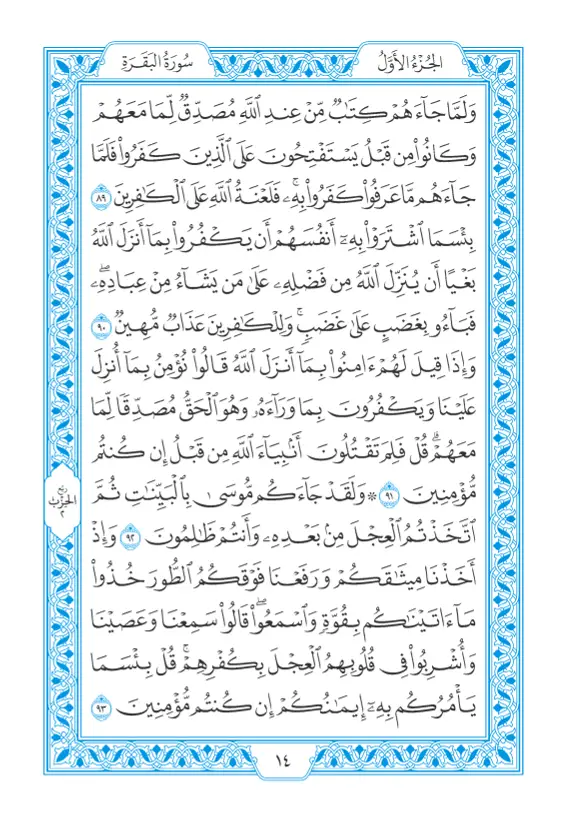 الجُزْءُ الأَوَّلُ
سُورَةُ البَقَرَةِ
وَلَمَّا جَآءَهُمْ كِتَٰبٌ مِّنْ عِندِ ٱللَّهِ مُصَدِّقٌ لِّمَا مَعَهُمْ
وَكَانُوا۟ مِن قَبْلُ يَسْتَفْتِحُونَ عَلَى ٱلَّذِينَ كَفَرُوا۟ فَلَمَّا
جَآءَهُم مَّا عَرَفُوا۟ كَفَرُوا۟ بِهِۦۚ فَلَعْنَةُ ٱللَّهِ عَلَى ٱلْكَٰفِرِينَ ٨٩
بِئْسَمَا ٱشْتَرَوْا۟ بِهِۦٓ أَنفُسَهُمْ أَن يَكْفُرُوا۟ بِمَآ أَنزَلَ ٱللَّهُ
بَغْيًا أَن يُنَزِّلَ ٱللَّهُ مِن فَضْلِهِۦ عَلَىٰ مَن يَشَآءُ مِنْ عِبَادِهِۦۖ
فَبَآءُو بِغَضَبٍ عَلَىٰ غَضَبٍۚ وَلِلْكَٰفِرِينَ عَذَابٌ مُّهِينٌ ٩٠
وَإِذَا قِيلَ لَهُمْ ءَامِنُوا۟ بِمَآ أَنزَلَ ٱللَّهُ قَالُوا۟ نُؤْمِنُ بِمَآ أُنزِلَ
عَلَيْنَا وَيَكْفُرُونَ بِمَا وَرَآءَهُۥ وَهُوَ ٱلْحَقُّ مُصَدِّقًا لِّمَا
مَعَهُمْۗ قُلْ فَلِمَ تَقْتُلُونَ أَنۢبِيَآءَ ٱللَّهِ مِن قَبْلُ إِن كُنتُم
مُّؤْمِنِينَ ٩١ ۞ وَلَقَدْ جَآءَكُم مُّوسَىٰ بِٱلْبَيِّنَٰتِ ثُمَّ
ٱتَّخَذْتُمُ ٱلْعِجْلَ مِنۢ بَعْدِهِۦ وَأَنتُمْ ظَٰلِمُونَ ٩٢ وَإِذْ
أَخَذْنَا مِيثَٰقَكُمْ وَرَفَعْنَا فَوْقَكُمُ ٱلطُّورَ خُذُوا۟
مَآ ءَاتَيْنَٰكُم بِقُوَّةٍ وَٱسْمَعُوا۟ۖ قَالُوا۟ سَمِعْنَا وَعَصَيْنَا
وَأُشْرِبُوا۟ فِى قُلُوبِهِمُ ٱلْعِجْلَ بِكُفْرِهِمْۚ قُلْ بِئْسَمَا
يَأْمُرُكُم بِهِۦٓ إِيمَٰنُكُمْ إِن كُنتُم مُّؤْمِنِينَ ٩٣
ربع
الحزب
٢
١٤